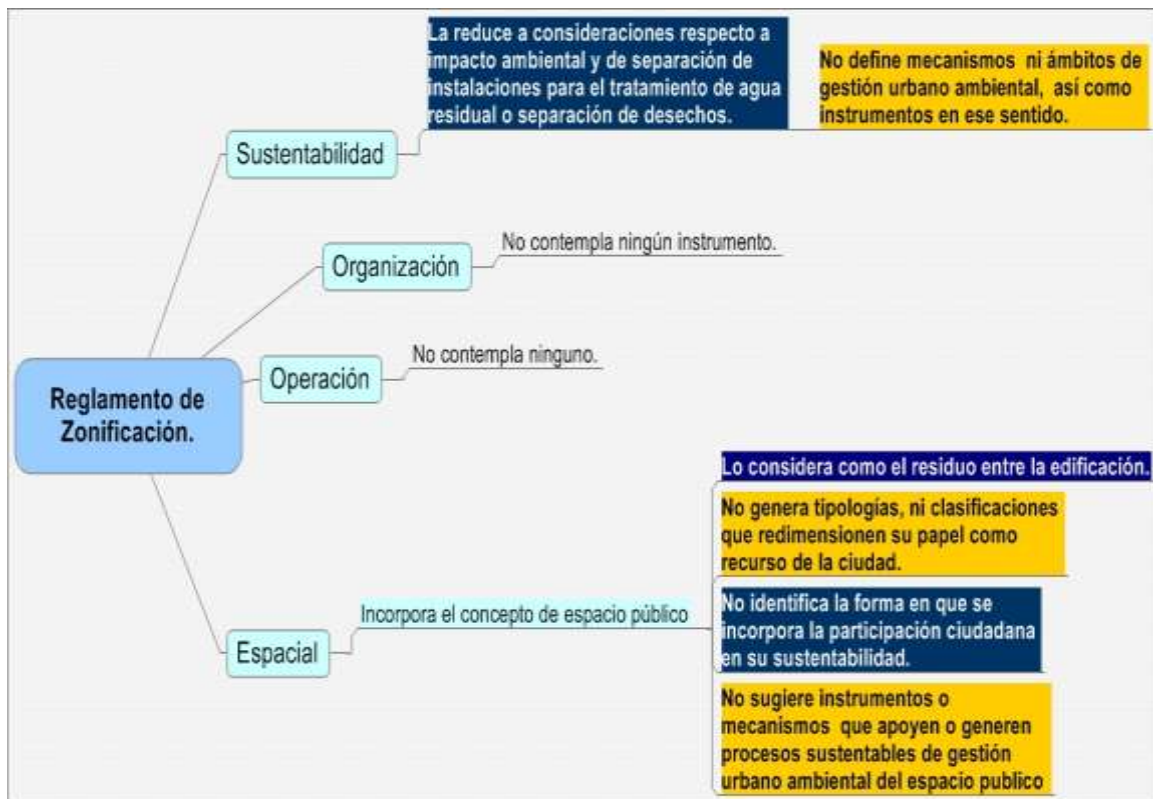 La reduce a consideraciones respecto a
impacto ambiental y de separación de
instalaciones para el tratamiento de agua
residual o separación de desechos.
No define mecanismos ni ámbitos de
gestión urbano ambiental, así como
instrumentos en ese sentido.
Sustentabilidad
No contempla ningún instrumento.
Organización
No contempla ninguno.
Operación
Reglamento de
Zonificación.
Lo considera como el residuo entre la edificación.
No genera tipologías, ni clasificaciones
que redimensionen su papel como
recurso de la ciudad.
Incorpora el concepto de espacio público
No identifica la forma en que se
incorpora la participación ciudadana
en su sustentabilidad.
Espacial
No sugiere instrumentos o
mecanismos que apoyen o generen
procesos sustentables de gestión
urbano ambiental del espacio publico